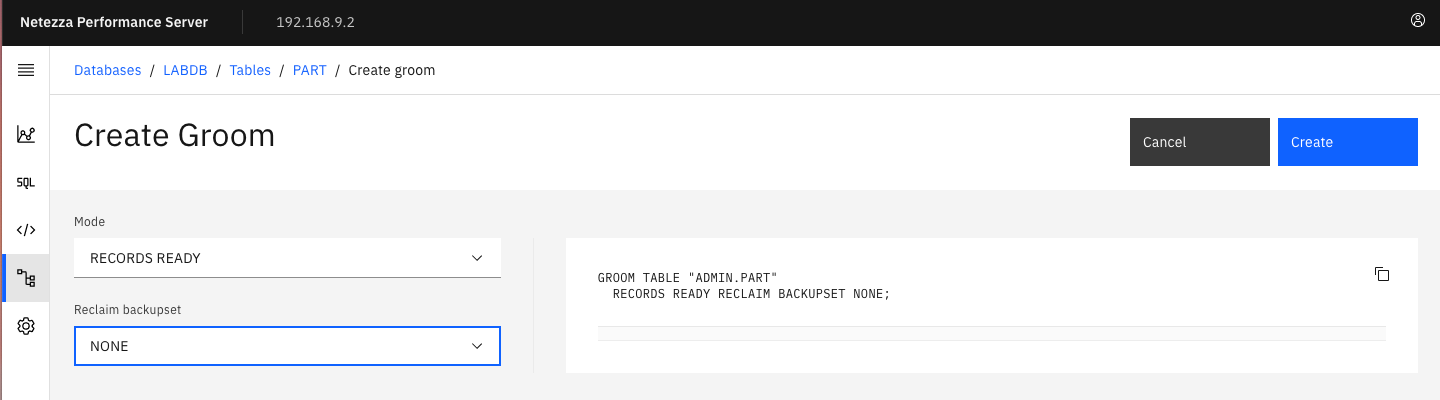 Netezza Performance Server 192.168.9.2
Databases / LABDB / Tables / PART / Create groom
Create Groom
Cancel
Create
SQL
</>
Mode
RECORDS READY
Reclaim backupset
NONE
GROOM TABLE "ADMIN.PART"
  RECORDS READY RECLAIM BACKUPSET NONE;